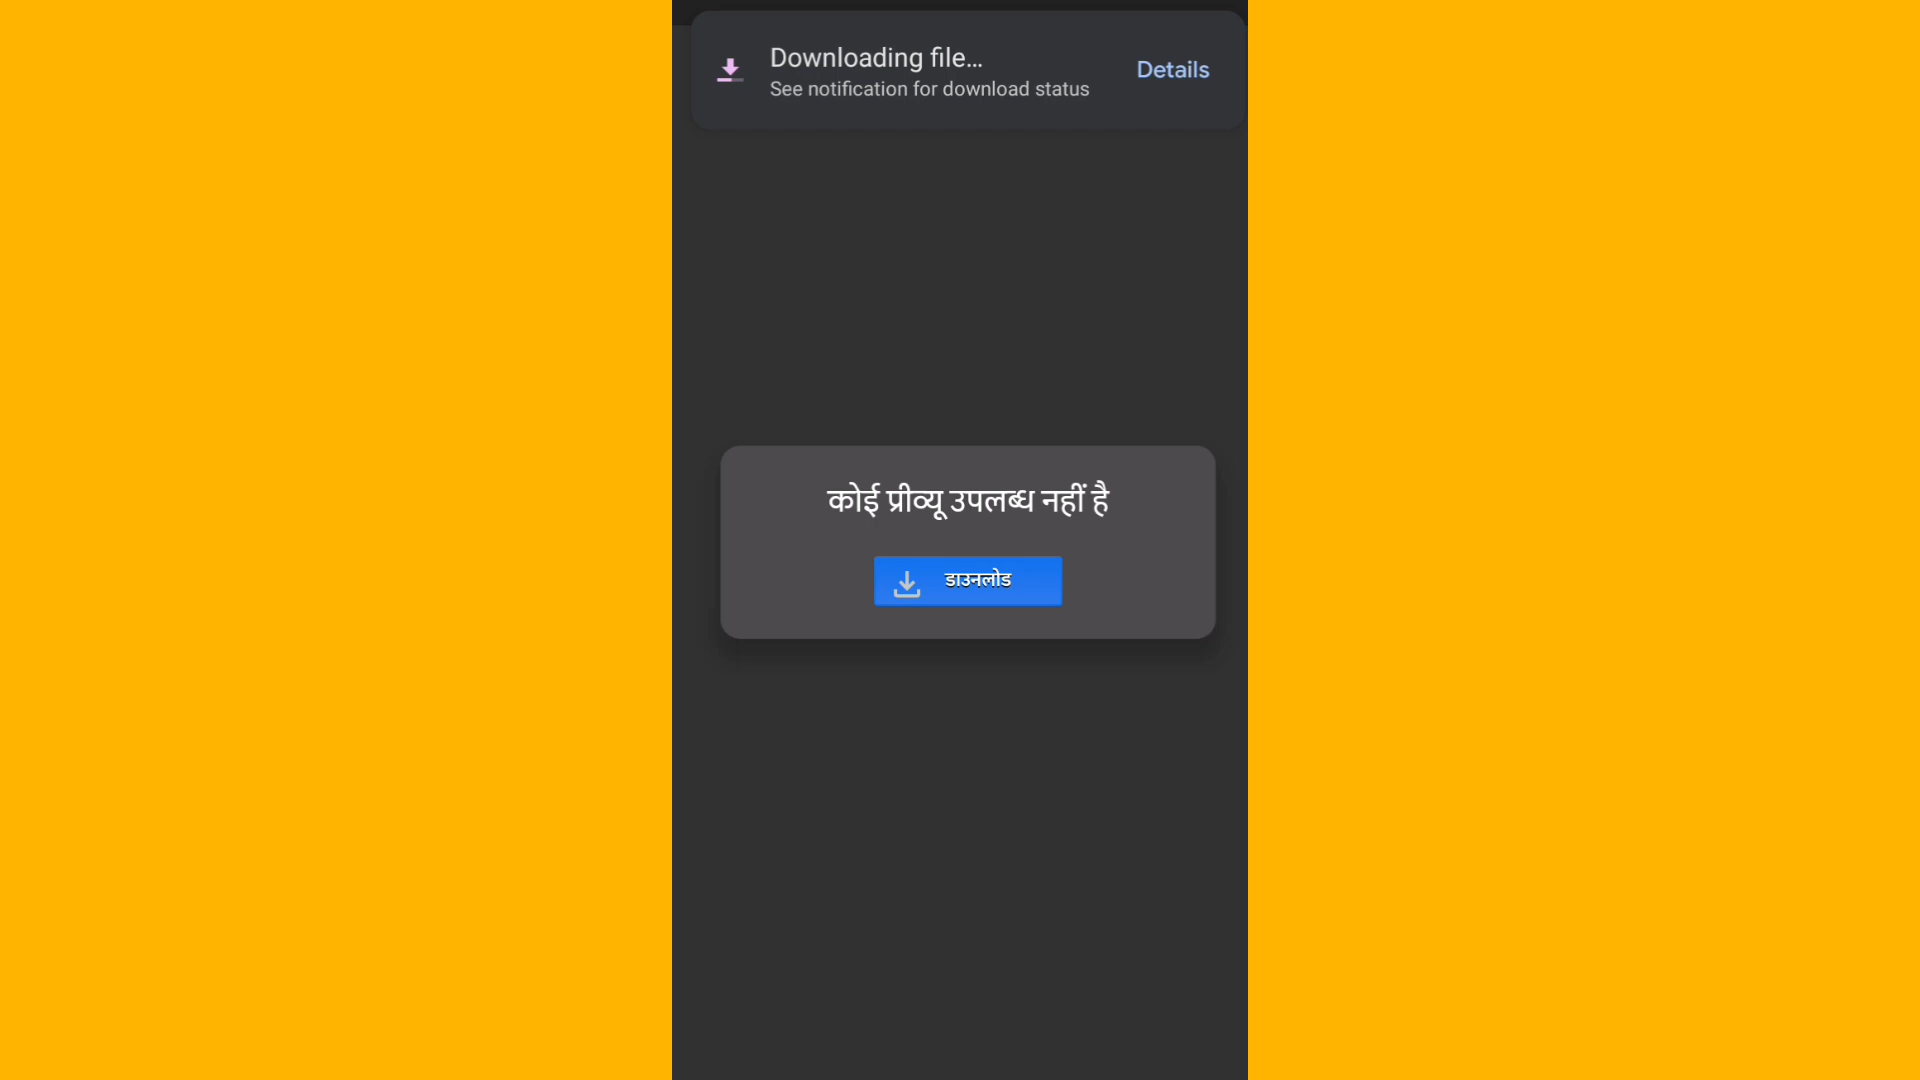 Downloading file...
See notification for download status
Details
कोई प्रीव्यू उपलब्ध नहीं है
डाउनलोड